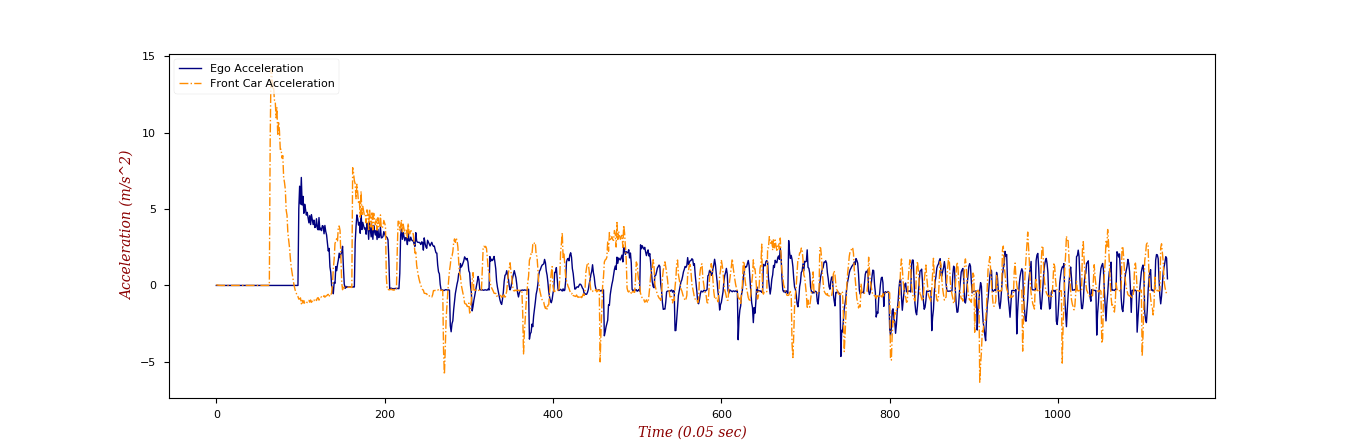 15
10
5
0
−5
Acceleration (m/s^2)
Ego Acceleration
Front Car Acceleration
0
200
400
600
800
1000
Time (0.05 sec)